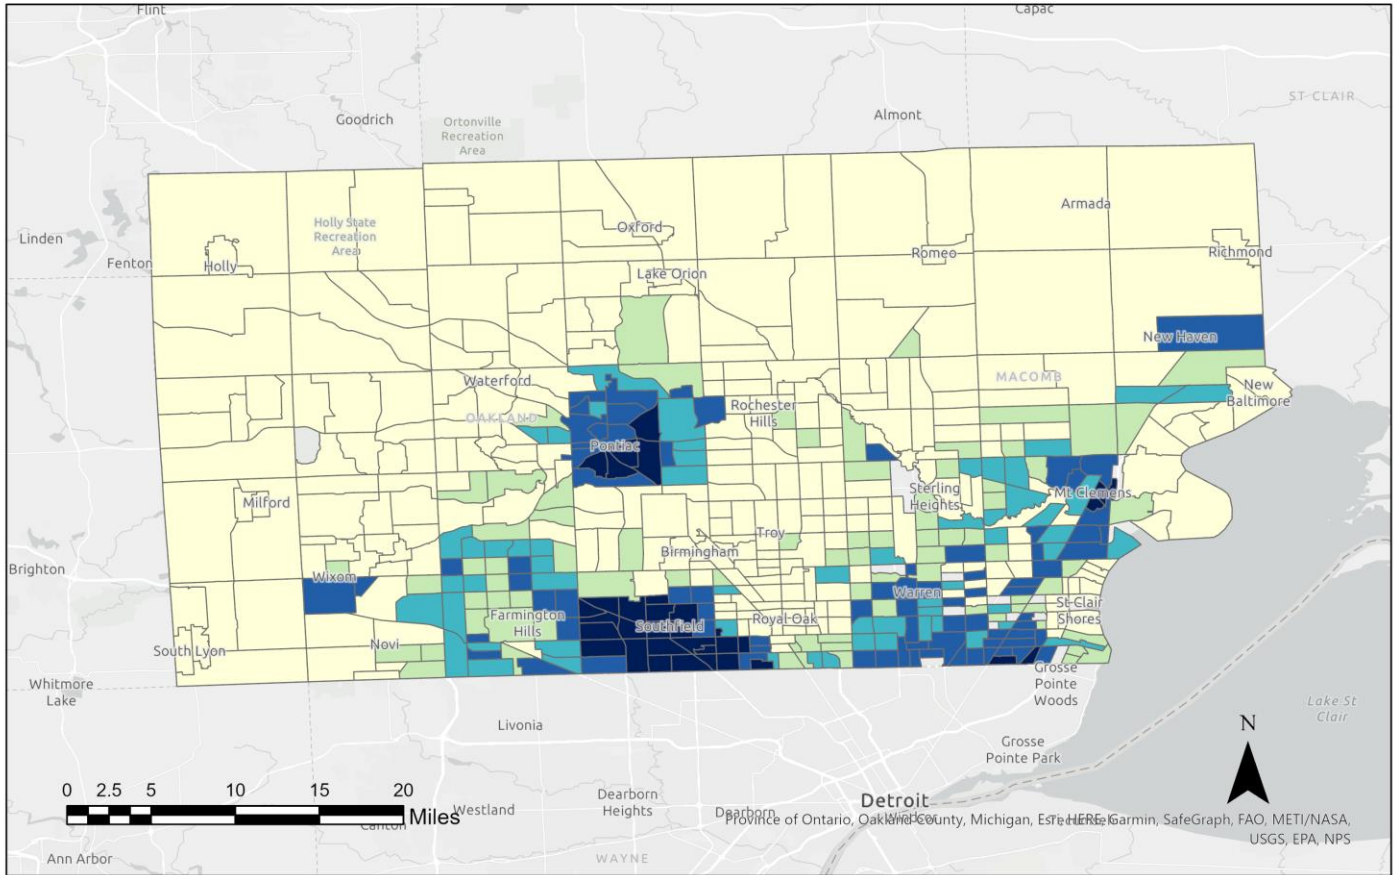 Flint
Capac
ST CLAIR
Goodrich
Ortonville
Recreation
Area
Almont
Armada
Holly State
Recreation
Area
Oxford
Linden
Fenton
Holly
Romeo
Richmond
Lake Orion
New Haven
Waterford
MACOMB
New
Baltimore
OAKLAND
Rochester
Hills
Pontiac
Milford
Sterling
Heights
Mt Clemens
Troy
Birmingham
Brighton
Wixom
Warren
Farmington
Hills
Southfield
Royal Oak
St Clair
Shores
South Lyon
Novi
Whitmore
Lake
Grosse
Pointe
Woods
Lake St
Clair
Livonia
N
Grosse
Pointe Park
0 2.5 5 10 15 20
Miles
Westland
Dearborn
Heights
Dearborn
Detroit
Windsor
Canton
Province of Ontario, Oakland County, Michigan, Esri, HERE, Garmin, SafeGraph, FAO, METI/NASA,
USGS, EPA, NPS
Ann Arbor
WAYNE